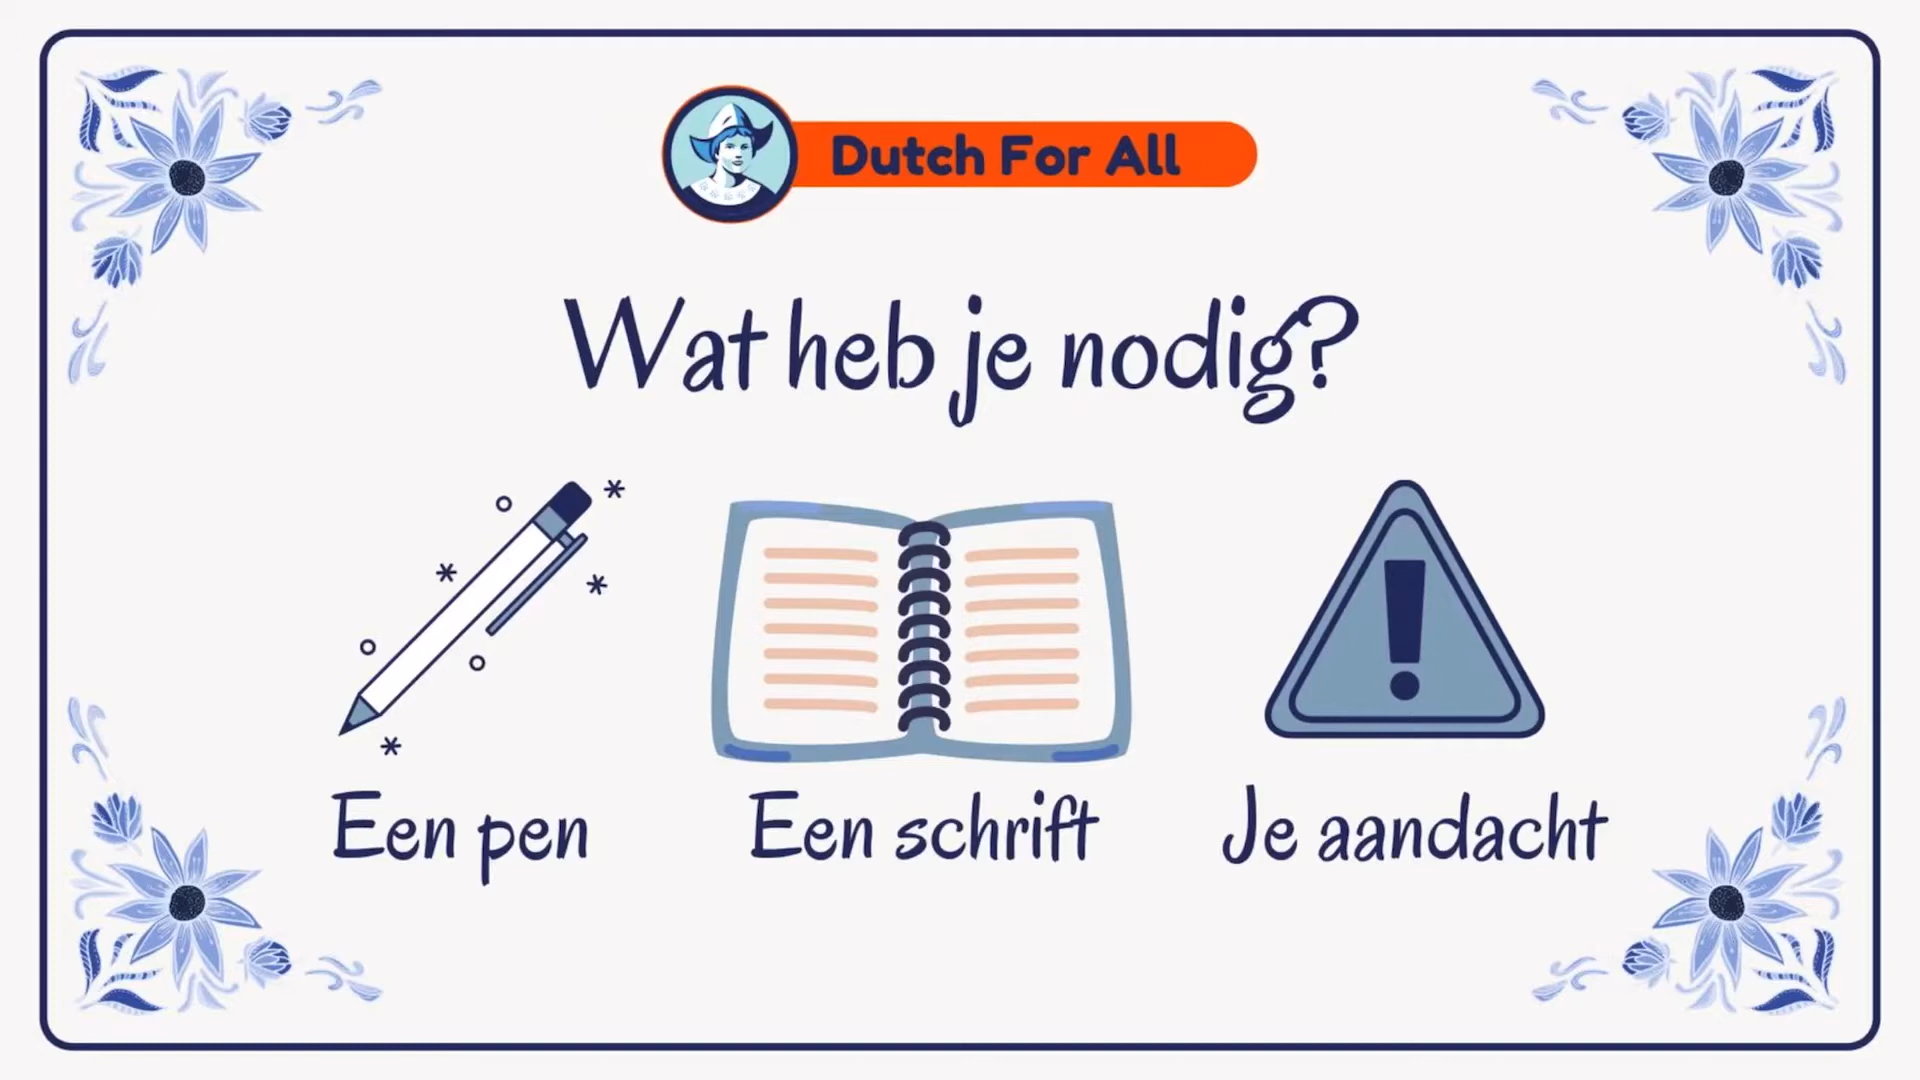 Dutch For All
Wat heb je nodig?
Een pen
Een schrift
Je aandacht